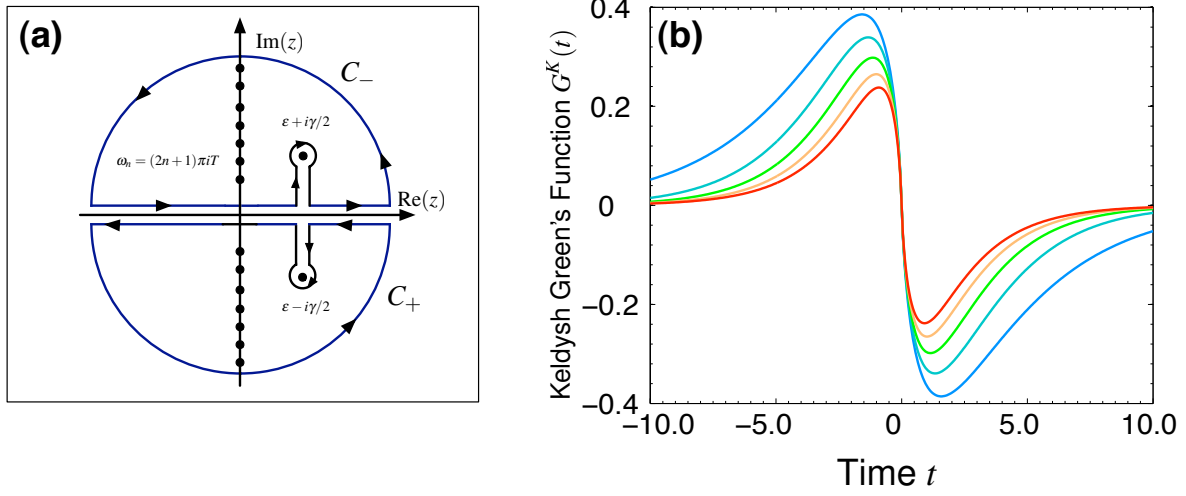 (a)
Im(z)
C₋
ε+iγ/2
ωₙ = (2n+1)πiT
Re(z)
ε−iγ/2
C₊
(b)
Keldysh Green's Function G^K(t)
0.4
0.2
0
−0.2
−0.4
−10.0 −5.0 0 5.0 10.0
Time t